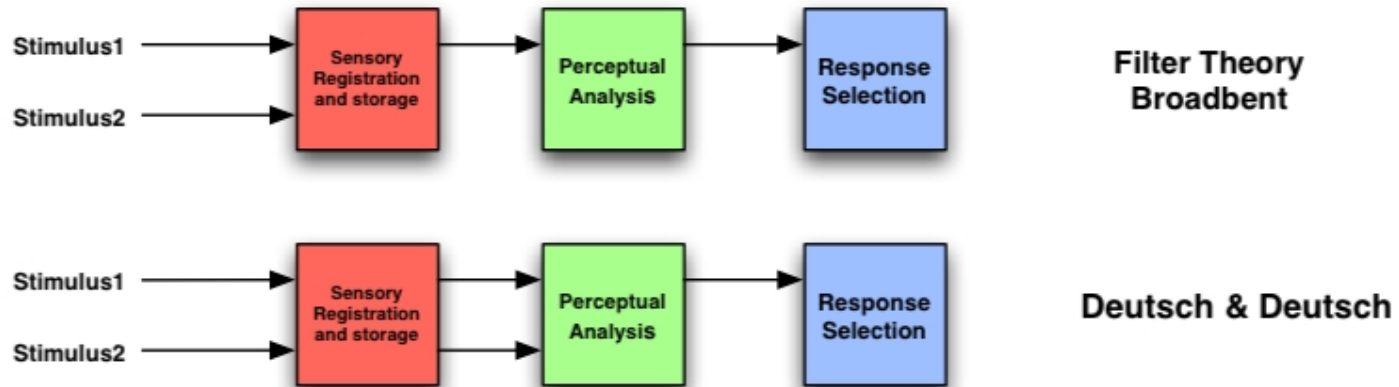 Stimulus1
Stimulus2
Sensory
Registration
and storage
Perceptual
Analysis
Response
Selection
Filter Theory
Broadbent
Stimulus1
Stimulus2
Sensory
Registration
and storage
Perceptual
Analysis
Response
Selection
Deutsch & Deutsch